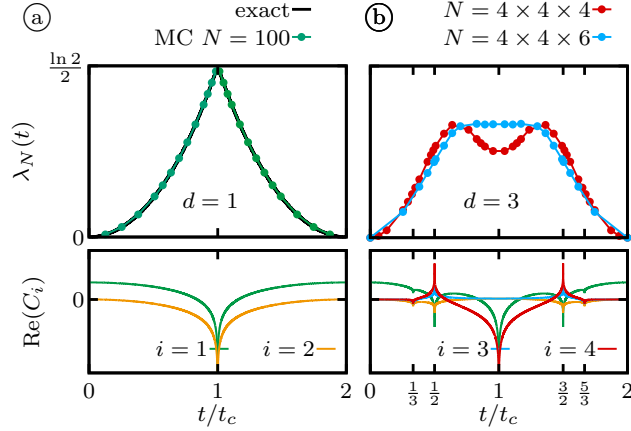 a
exact
MC N = 100
ln 2
2
λ_N(t)
d = 1
0
Re(C_i)
0
i = 1
i = 2
0 1 2
t/t_c
b
N = 4 × 4 × 4
N = 4 × 4 × 6
d = 3
i = 3
i = 4
0 1/3 1/2 1 3/2 5/3 2
t/t_c